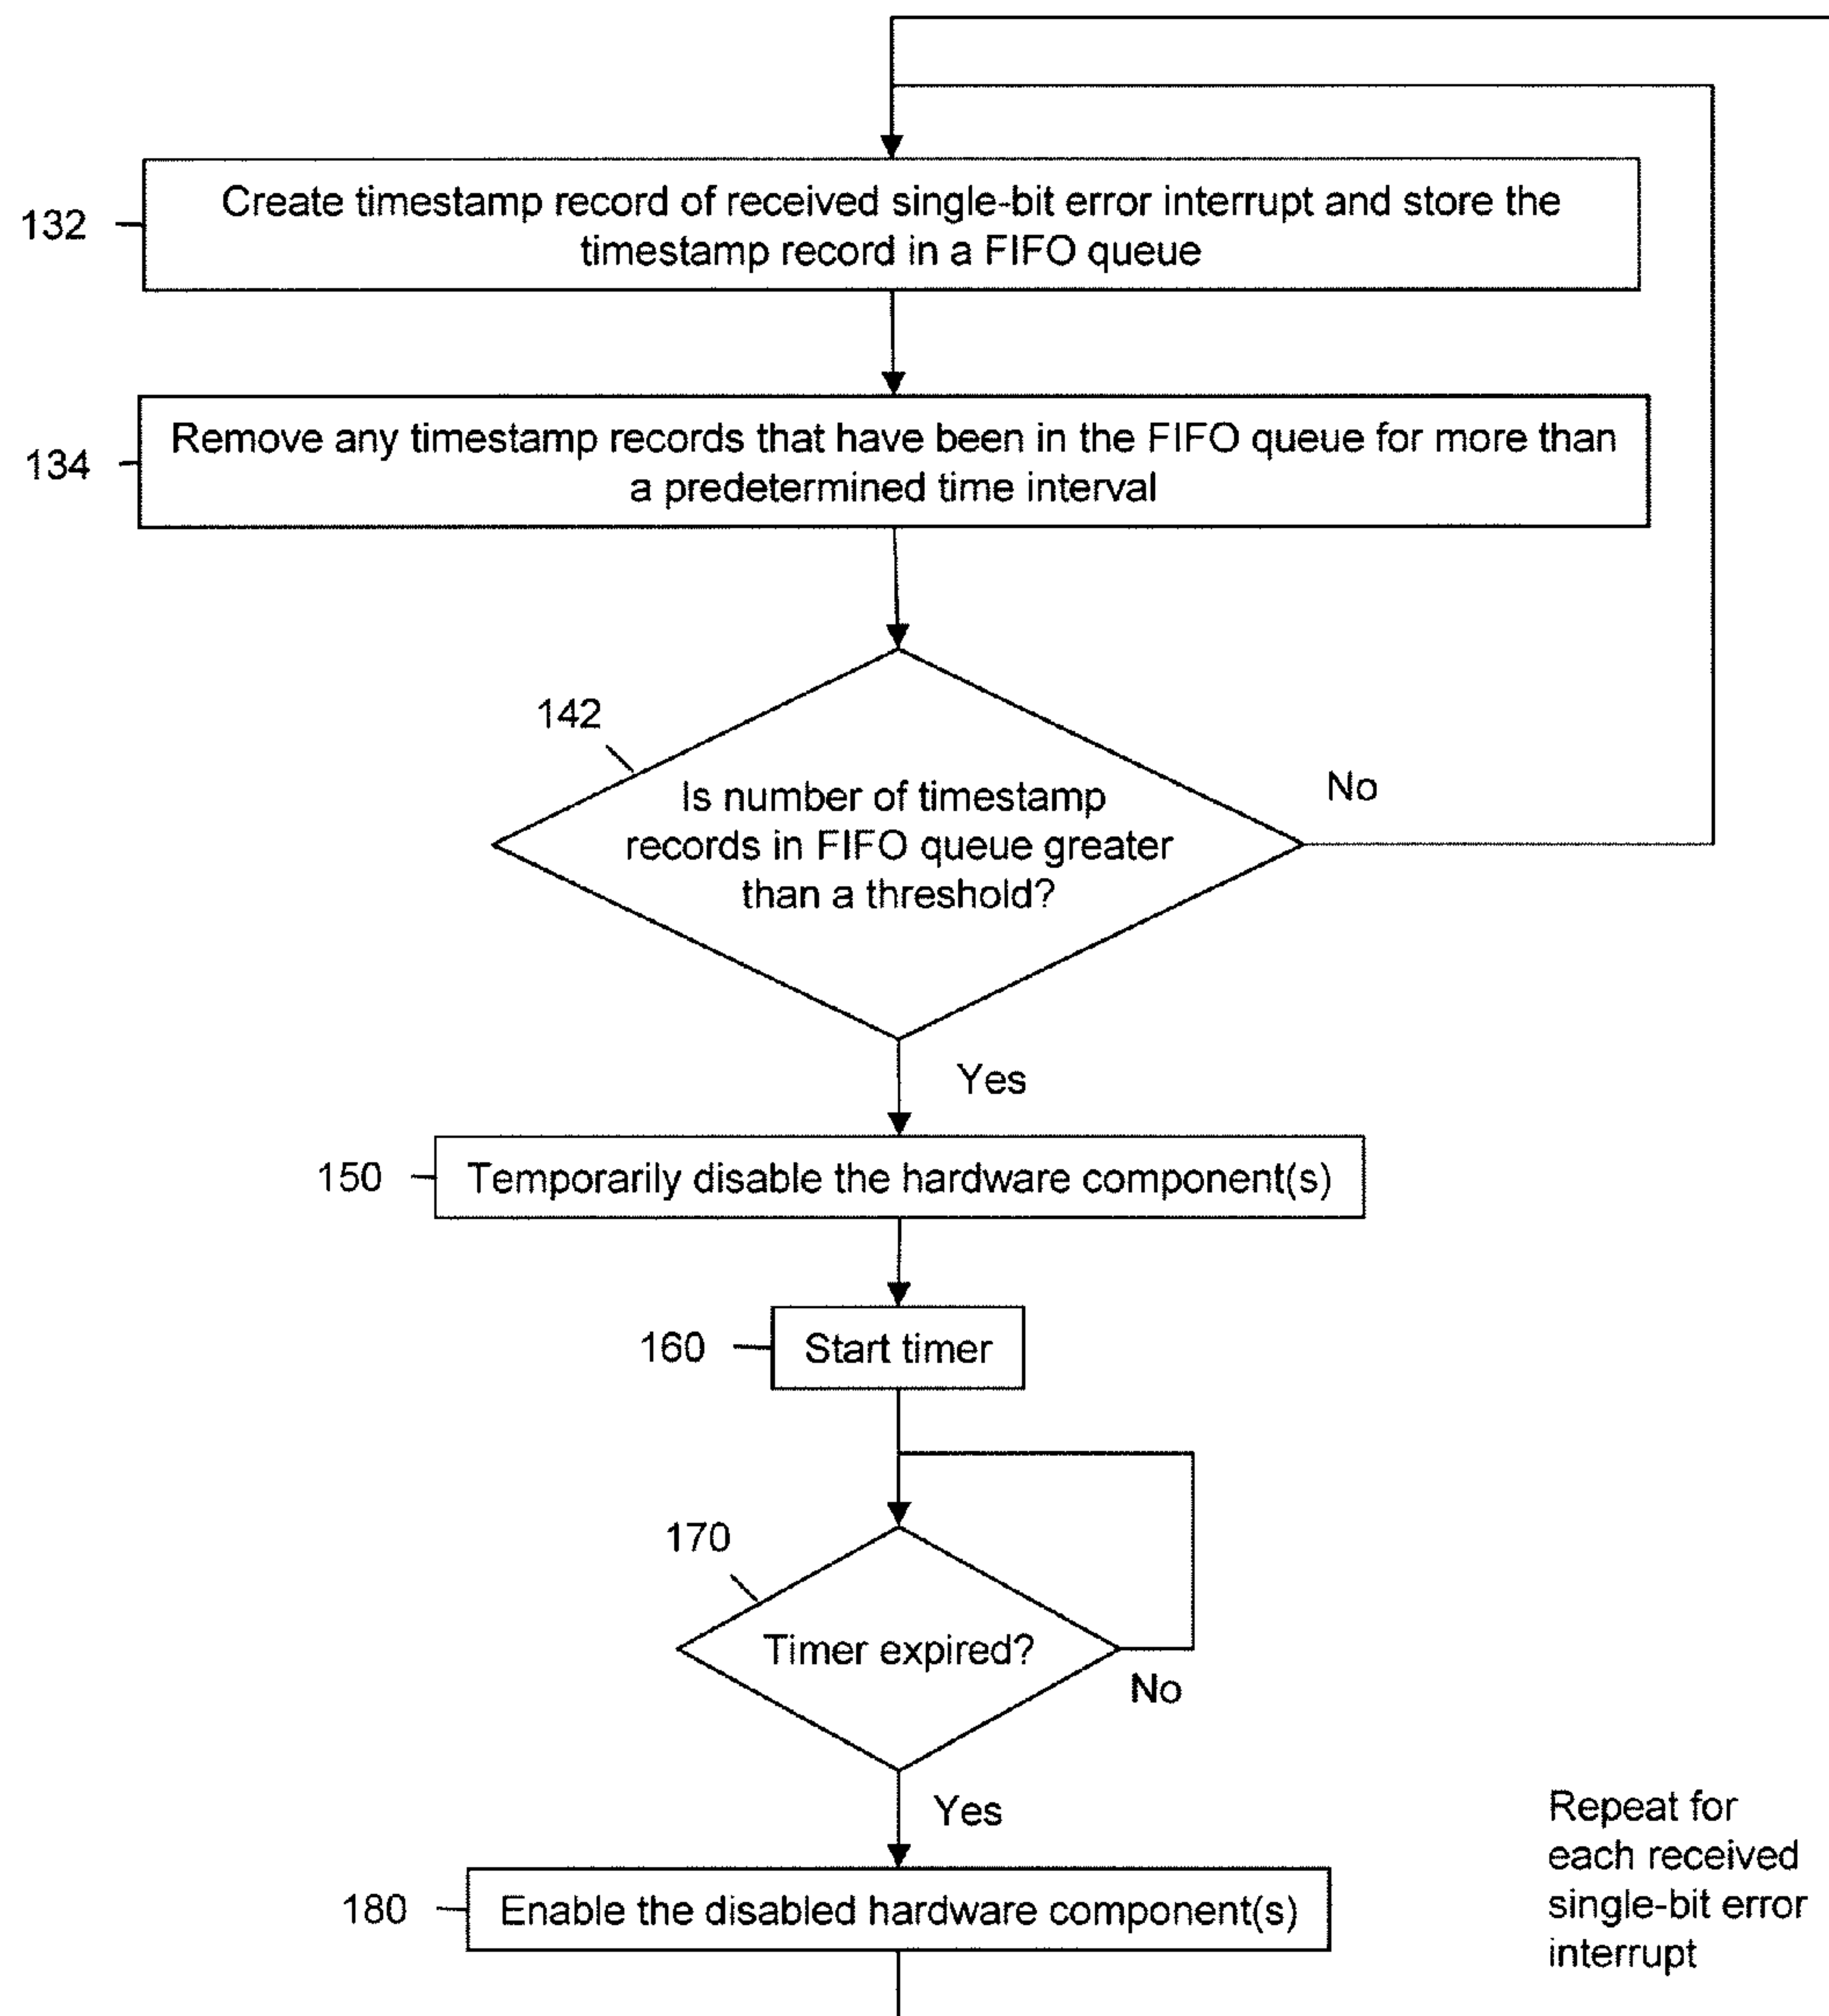 132
Create timestamp record of received single-bit error interrupt and store the
timestamp record in a FIFO queue
134
Remove any timestamp records that have been in the FIFO queue for more than
a predetermined time interval
142
Is number of timestamp
records in FIFO queue greater
than a threshold?
No
Yes
150
Temporarily disable the hardware component(s)
160
Start timer
170
Timer expired?
No
Yes
180
Enable the disabled hardware component(s)
Repeat for
each received
single-bit error
interrupt